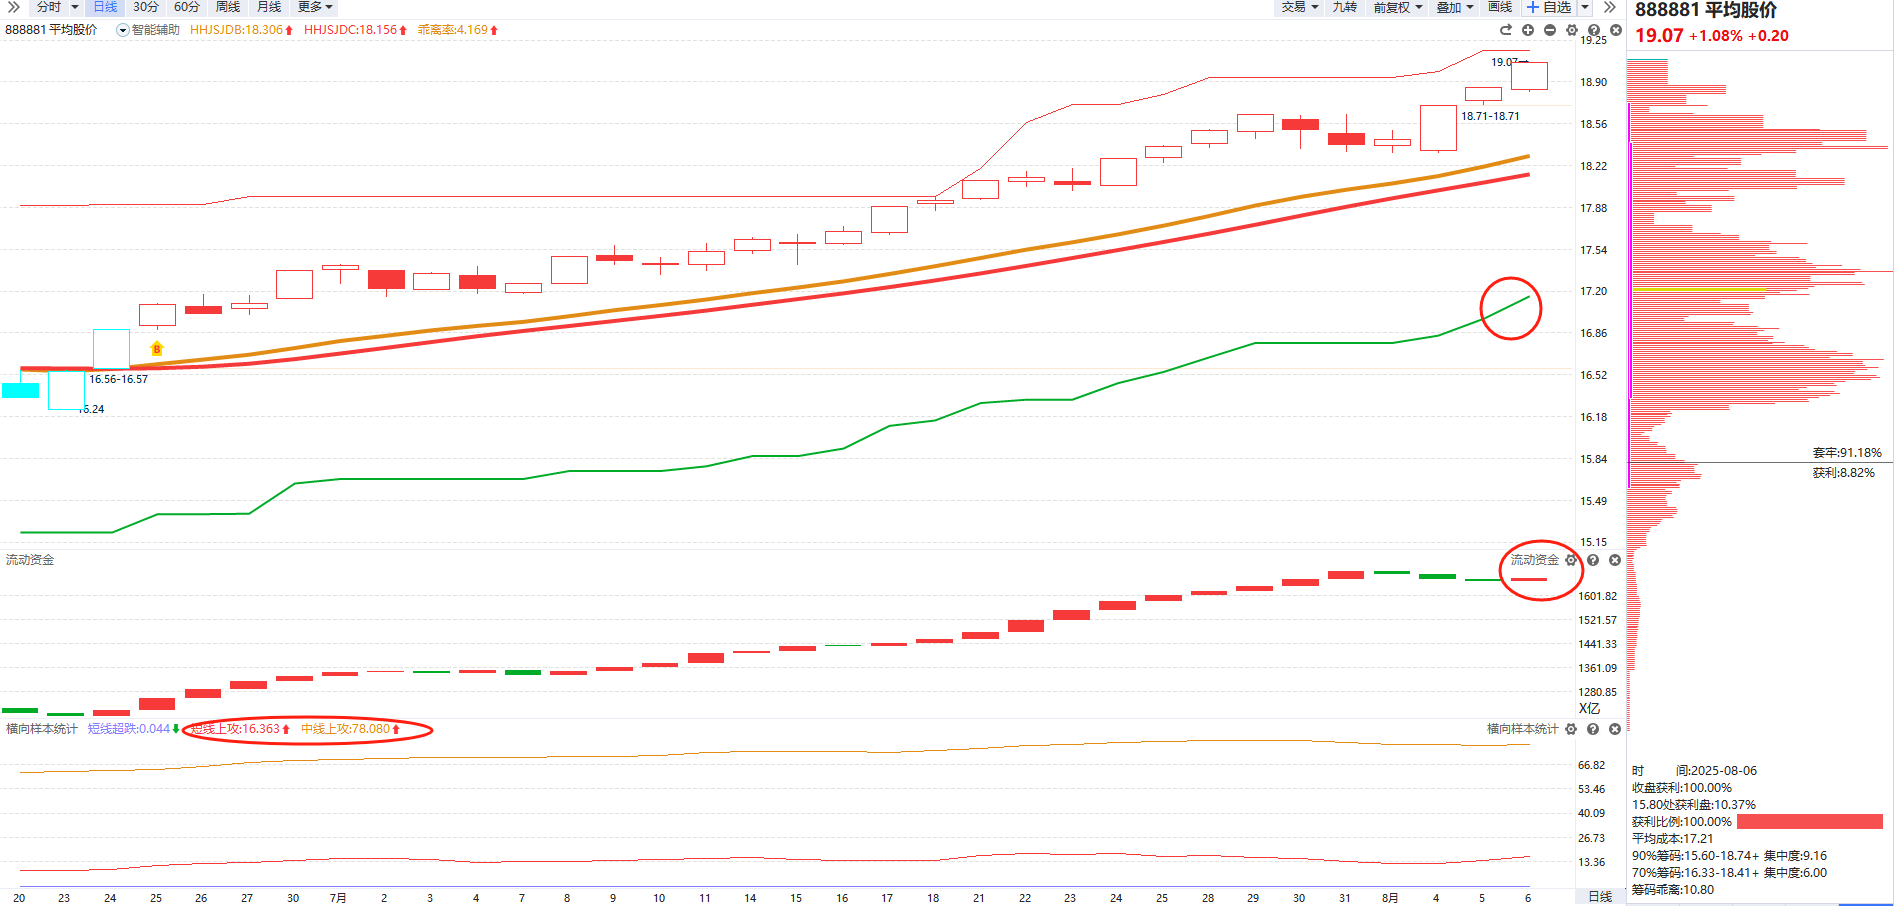 分时 日线 30分 60分 周线 月线 更多 交易 九转 前复权 叠加 画线 自选
888881 平均股价 智能辅助 HHJSJDB:18.306 HHJSJDC:18.156 乖离率:4.169
19.25
19.07
18.90
18.71-18.71
18.56
18.22
17.88
17.54
17.20
16.86
B
16.56-16.57
16.52
16.24
16.18
15.84
15.49
15.15
流动资金 流动资金
1601.82
1521.57
1441.33
1361.09
1280.85
X亿
横向样本统计 短线超跌:0.044 短线上攻:16.363 中线上攻:78.080 横向样本统计
66.82
53.46
40.09
26.73
13.36
20 23 24 25 26 27 30 7月 2 3 4 7 8 9 10 11 14 15 16 17 18 21 22 23 24 25 28 29 30 31 8月 4 5 6 日线
888881 平均股价
19.07 +1.08% +0.20
套牢:91.18%
获利:8.82%
时 间:2025-08-06
收盘获利:100.00%
15.80处获利盘:10.37%
获利比例:100.00%
平均成本:17.21
90%筹码:15.60-18.74+ 集中度:9.16
70%筹码:16.33-18.41+ 集中度:6.00
筹码乖离:10.80